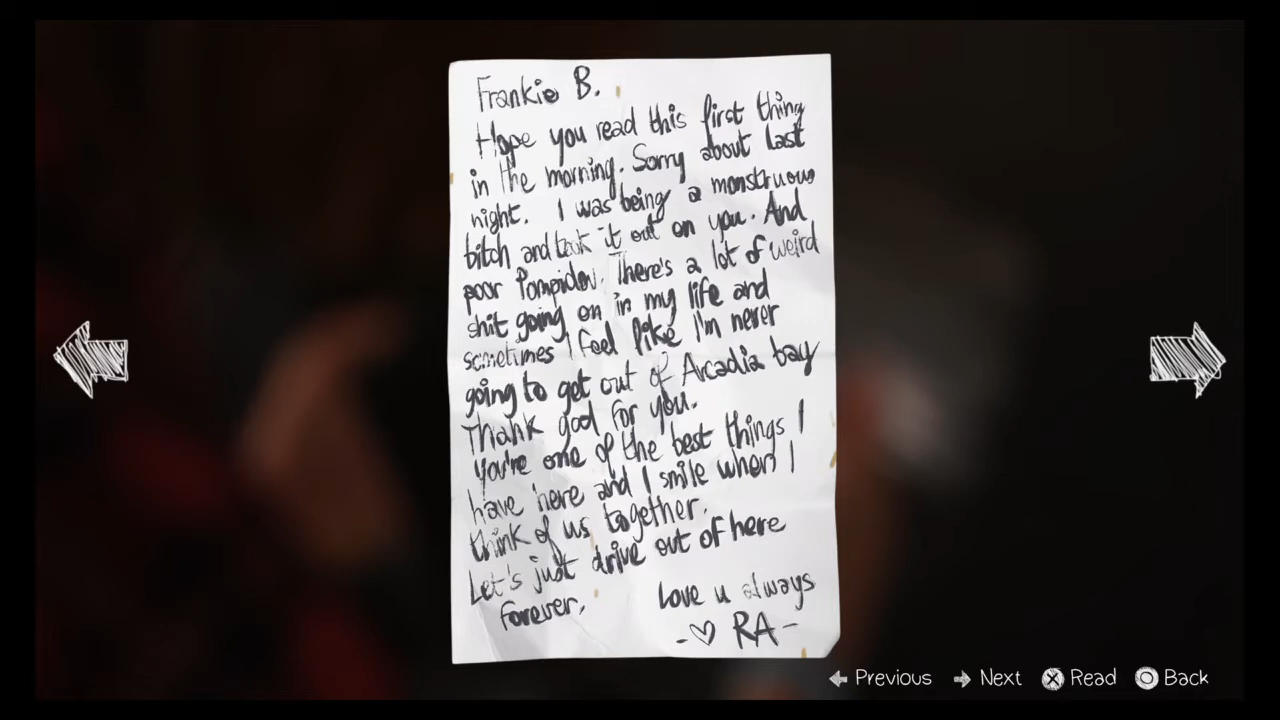 Frankie B.
Hope you read this first thing
in the morning. Sorry about last
night. I was being a monstruous
bitch and took it out on you. And
poor Pompidou. There's a lot of weird
shit going on in my life and
sometimes I feel like I'm never
going to get out of Arcadia bay
Thank god for you.
You're one of the best things I
have here and I smile when I
think of us together.
Let's just drive out of here
forever.
Love u always
-♡ RA-
Previous Next Read Back